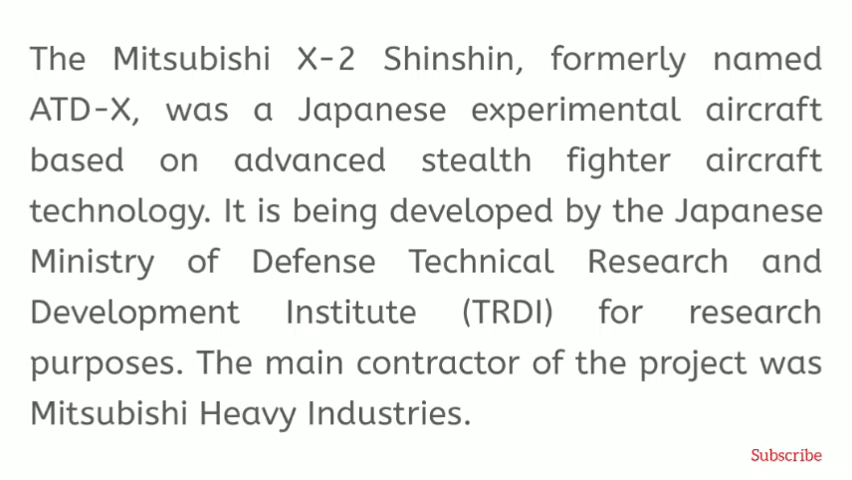 The Mitsubishi X-2 Shinshin, formerly named
ATD-X, was a Japanese experimental aircraft
based on advanced stealth fighter aircraft
technology. It is being developed by the Japanese
Ministry of Defense Technical Research and
Development Institute (TRDI) for research
purposes. The main contractor of the project was
Mitsubishi Heavy Industries.
Subscribe